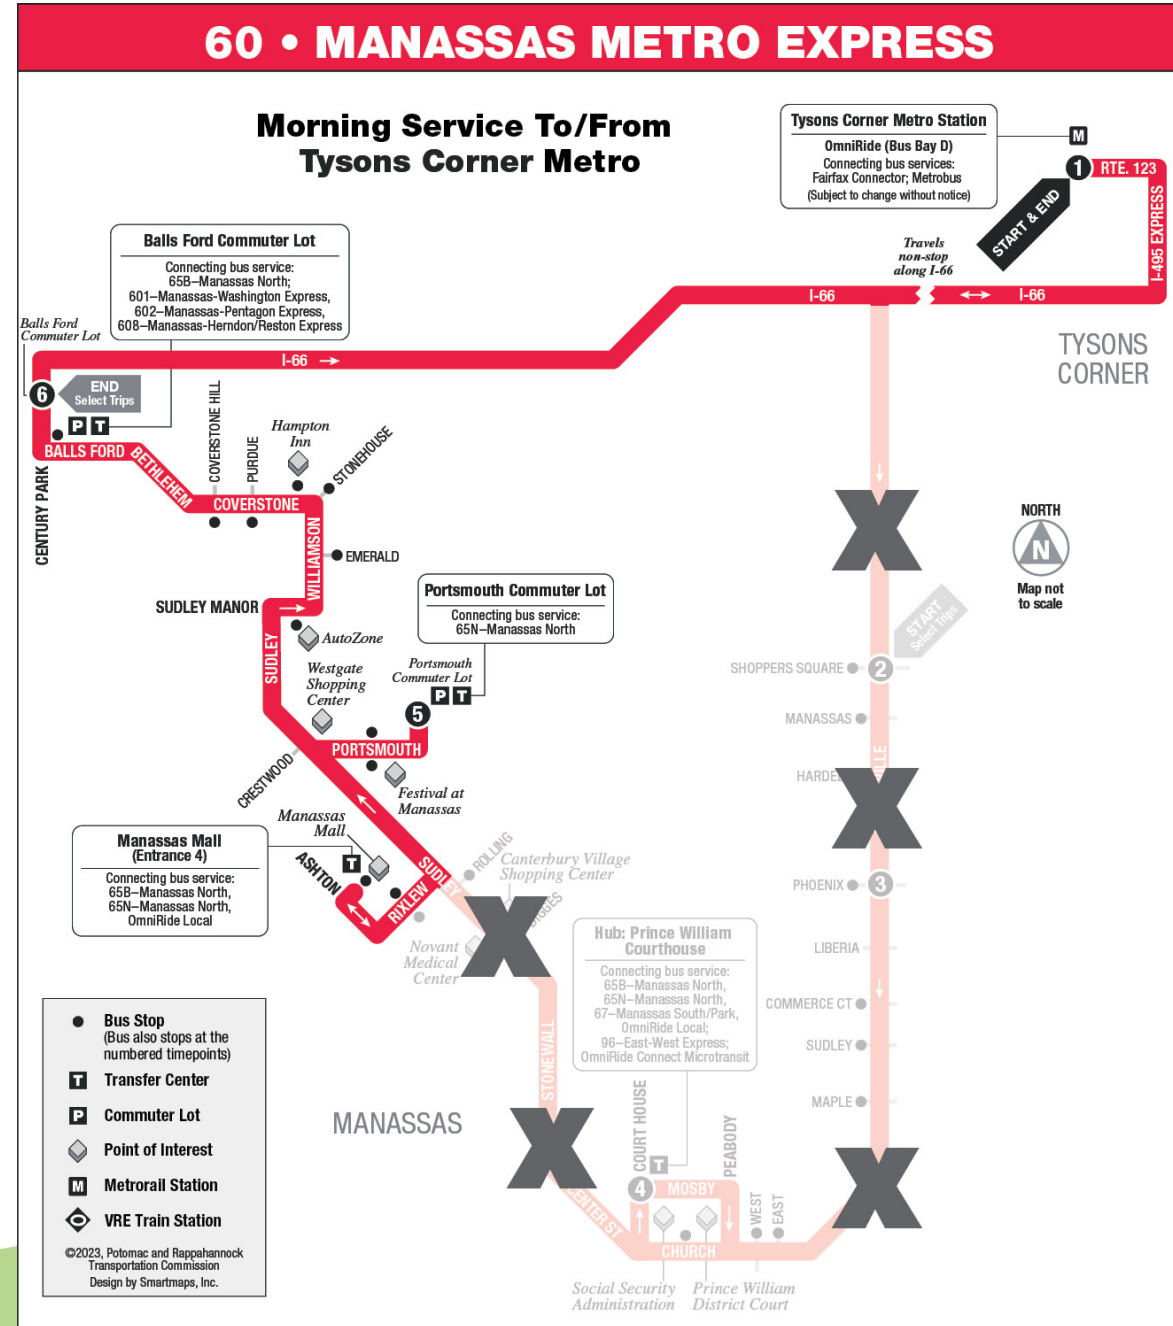 60 • MANASSAS METRO EXPRESS
Morning Service To/From
Tysons Corner Metro
Tysons Corner Metro Station
OmniRide (Bus Bay D)
Connecting bus services:
Fairfax Connector; Metrobus
(Subject to change without notice)
M
1
RTE. 123
START & END
I-495 EXPRESS
Travels
non-stop
along I-66
I-66
I-66
TYSONS
CORNER
Balls Ford Commuter Lot
Connecting bus service:
65B–Manassas North;
601–Manassas-Washington Express,
602–Manassas-Pentagon Express,
608–Manassas-Herndon/Reston Express
Balls Ford
Commuter Lot
I-66
6
END
Select Trips
P T
BALLS FORD
BETHLEHEM
CENTURY PARK
COVERSTONE HILL
PURDUE
Hampton
Inn
STONEHOUSE
COVERSTONE
WILLIAMSON
EMERALD
NORTH
N
Map not
to scale
SUDLEY MANOR
SUDLEY
AutoZone
Portsmouth Commuter Lot
Connecting bus service:
65N–Manassas North
Westgate
Shopping
Center
Portsmouth
Commuter Lot
P T
5
PORTSMOUTH
CRESTWOOD
Festival at
Manassas
START
Select Trips
SHOPPERS SQUARE
2
MANASSAS
HARDE
LLE
PHOENIX
3
LIBERIA
COMMERCE CT
SUDLEY
MAPLE
Manassas
Mall
Manassas Mall
(Entrance 4)
Connecting bus service:
65B–Manassas North,
65N–Manassas North,
OmniRide Local
T
ASHTON
RIXLEW
SUDLEY
ROLLING
Canterbury Village
Shopping Center
IGGES
Novant
Medical
Center
Hub: Prince William
Courthouse
Connecting bus service:
65B–Manassas North,
65N–Manassas North,
67–Manassas South/Park,
OmniRide Local;
96–East-West Express;
OmniRide Connect Microtransit
STONEWALL
MANASSAS
COURT HOUSE
T
PEABODY
4
MOSBY
CENTER ST
CHURCH
WEST
EAST
Social Security
Administration
Prince William
District Court
Bus Stop
(Bus also stops at the
numbered timepoints)
T Transfer Center
P Commuter Lot
Point of Interest
M Metrorail Station
VRE Train Station
©2023, Potomac and Rappahannock
Transportation Commission
Design by Smartmaps, Inc.